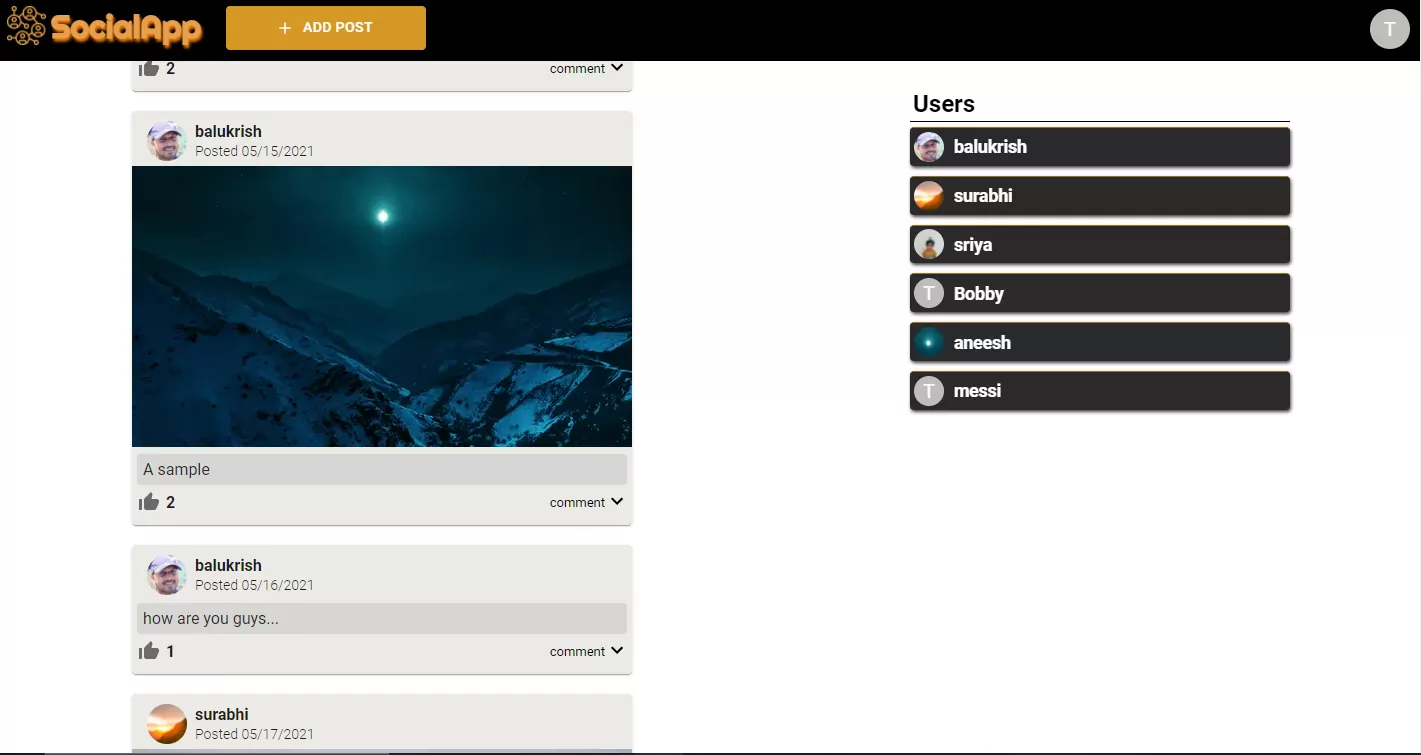 SocialApp
+ ADD POST
T
2
comment
balukrish
Posted 05/15/2021
A sample
2
comment
balukrish
Posted 05/16/2021
how are you guys...
1
comment
surabhi
Posted 05/17/2021
Users
balukrish
surabhi
sriya
T Bobby
aneesh
T messi